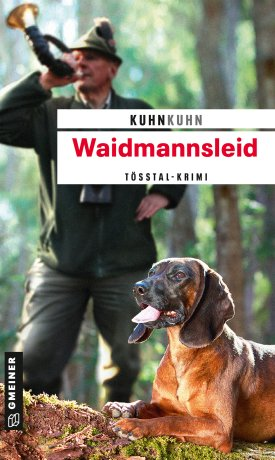 KUHNKUHN
Waidmannsleid
TÖSSTAL-KRIMI
GMEINER